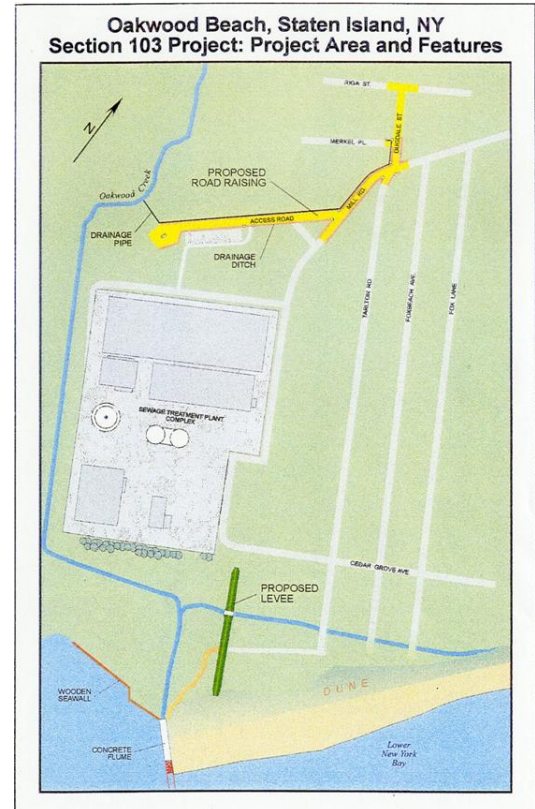 Oakwood Beach, Staten Island, NY
Section 103 Project: Project Area and Features
N
RIGA ST.
MERKEL PL.
DUGDALE ST
Oakwood Creek
PROPOSED
ROAD RAISING
MILL RD.
ACCESS ROAD
DRAINAGE
PIPE
DRAINAGE
DITCH
TARLTON RD
FOXBEACH AVE.
FOX LANE
SEWAGE TREATMENT PLANT
COMPLEX
CEDAR GROVE AVE.
PROPOSED
LEVEE
WOODEN
SEAWALL
DUNE
CONCRETE
FLUME
Lower
New York
Bay